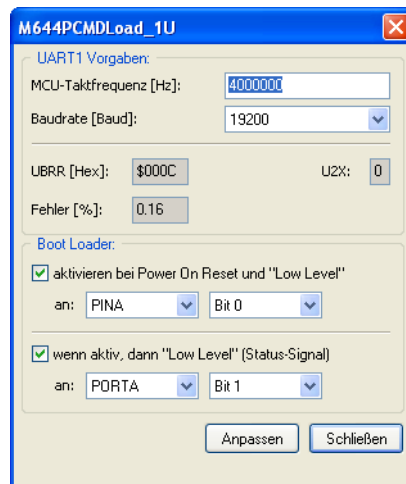 M644PCMDLoad_1U
UART1 Vorgaben:
MCU-Taktfrequenz [Hz]: 4000000
Baudrate [Baud]: 19200
UBRR [Hex]: $000C U2X: 0
Fehler [%]: 0.16
Boot Loader:
aktivieren bei Power On Reset und "Low Level"
an: PINA Bit 0
wenn aktiv, dann "Low Level" (Status-Signal)
an: PORTA Bit 1
Anpassen Schließen